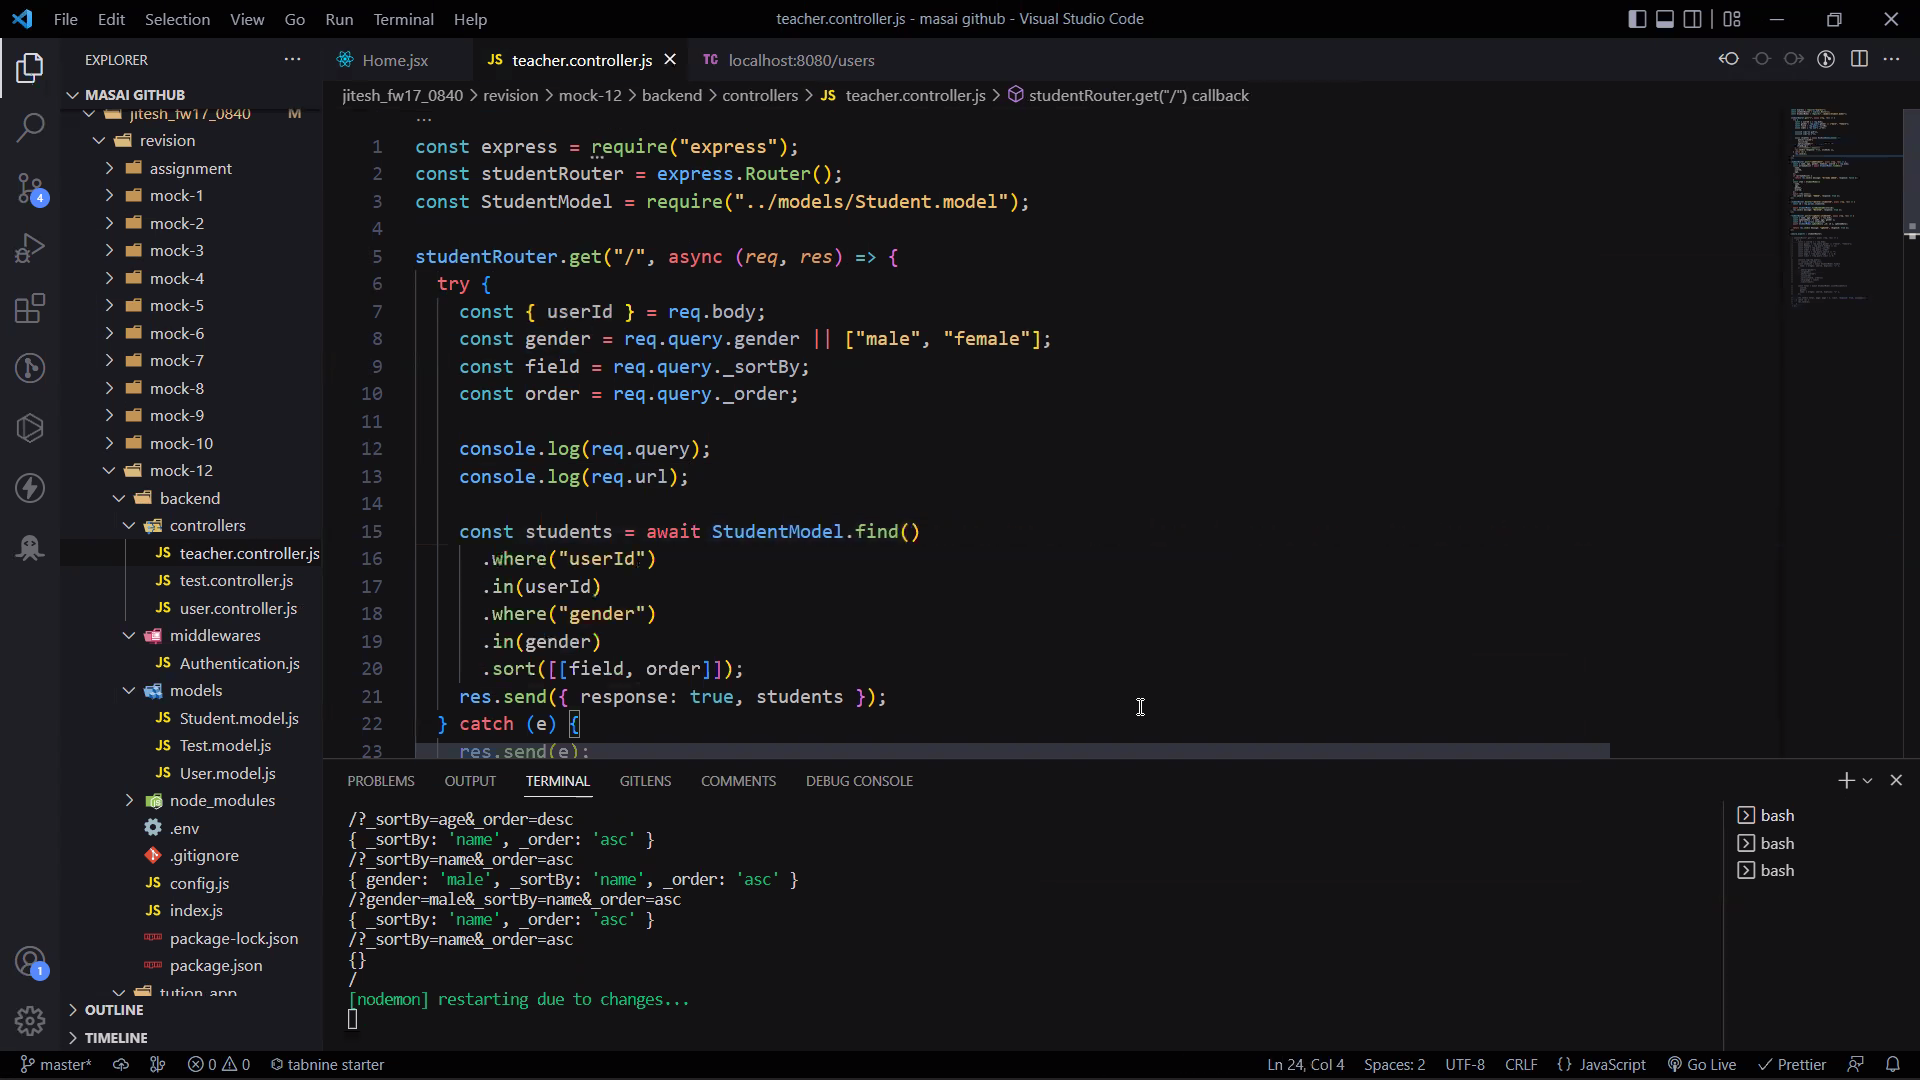 File Edit Selection View Go Run Terminal Help
teacher.controller.js - masai github - Visual Studio Code
EXPLORER
MASAI GITHUB
jitesh_fw17_0840 M
revision
assignment
mock-1
mock-2
mock-3
mock-4
mock-5
mock-6
mock-7
mock-8
mock-9
mock-10
mock-12
backend
controllers
JS teacher.controller.js
JS test.controller.js
JS user.controller.js
middlewares
JS Authentication.js
models
JS Student.model.js
JS Test.model.js
JS User.model.js
node_modules
.env
.gitignore
JS config.js
JS index.js
package-lock.json
package.json
tution_app
OUTLINE
TIMELINE
4
1
Home.jsx
JS teacher.controller.js
TC localhost:8080/users
jitesh_fw17_0840 > revision > mock-12 > backend > controllers > JS teacher.controller.js > studentRouter.get("/") callback
...
1 const express = require("express");
2 const studentRouter = express.Router();
3 const StudentModel = require("../models/Student.model");
4
5 studentRouter.get("/", async (req, res) => {
6 try {
7 const { userId } = req.body;
8 const gender = req.query.gender || ["male", "female"];
9 const field = req.query._sortBy;
10 const order = req.query._order;
11
12 console.log(req.query);
13 console.log(req.url);
14
15 const students = await StudentModel.find()
16 .where("userId")
17 .in(userId)
18 .where("gender")
19 .in(gender)
20 .sort([[field, order]]);
21 res.send({ response: true, students });
22 } catch (e) {
23 res.send(e);
PROBLEMS OUTPUT TERMINAL GITLENS COMMENTS DEBUG CONSOLE
/?_sortBy=age&_order=desc
{ _sortBy: 'name', _order: 'asc' }
/?_sortBy=name&_order=asc
{ gender: 'male', _sortBy: 'name', _order: 'asc' }
/?gender=male&_sortBy=name&_order=asc
{ _sortBy: 'name', _order: 'asc' }
/?_sortBy=name&_order=asc
{}
/
[nodemon] restarting due to changes...
bash
bash
bash
master* 0 0 tabnine starter
Ln 24, Col 4 Spaces: 2 UTF-8 CRLF {} JavaScript Go Live Prettier